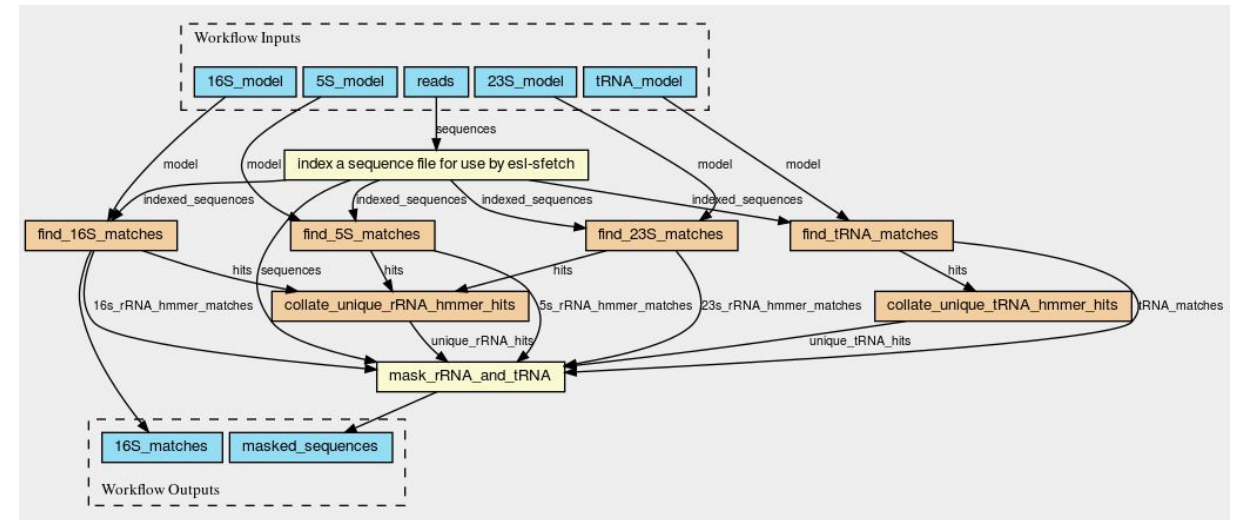 Workflow Inputs
16S_model
5S_model
reads
23S_model
tRNA_model
sequences
index a sequence file for use by esl-sfetch
model
model
model
model
indexed_sequences
indexed_sequences
indexed_sequences
indexed_sequences
find_16S_matches
find_5S_matches
find_23S_matches
find_tRNA_matches
hits
sequences
hits
hits
hits
16s_rRNA_hmmer_matches
collate_unique_rRNA_hmmer_hits
5s_rRNA_hmmer_matches
23s_rRNA_hmmer_matches
collate_unique_tRNA_hmmer_hits
tRNA_matches
unique_rRNA_hits
unique_tRNA_hits
mask_rRNA_and_tRNA
16S_matches
masked_sequences
Workflow Outputs